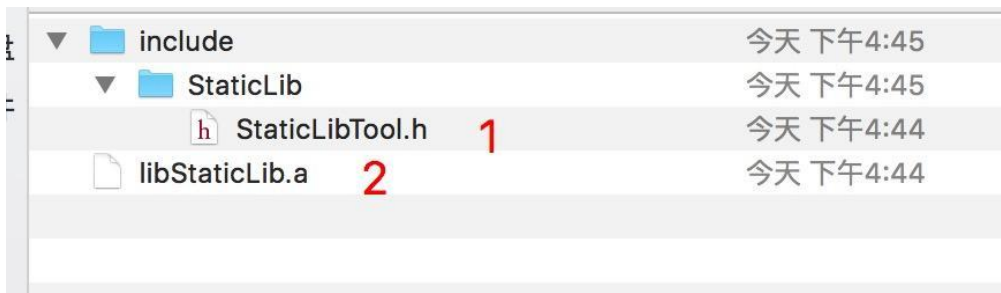 include 今天 下午4:45
StaticLib 今天 下午4:45
h StaticLibTool.h 1 今天 下午4:44
libStaticLib.a 2 今天 下午4:44